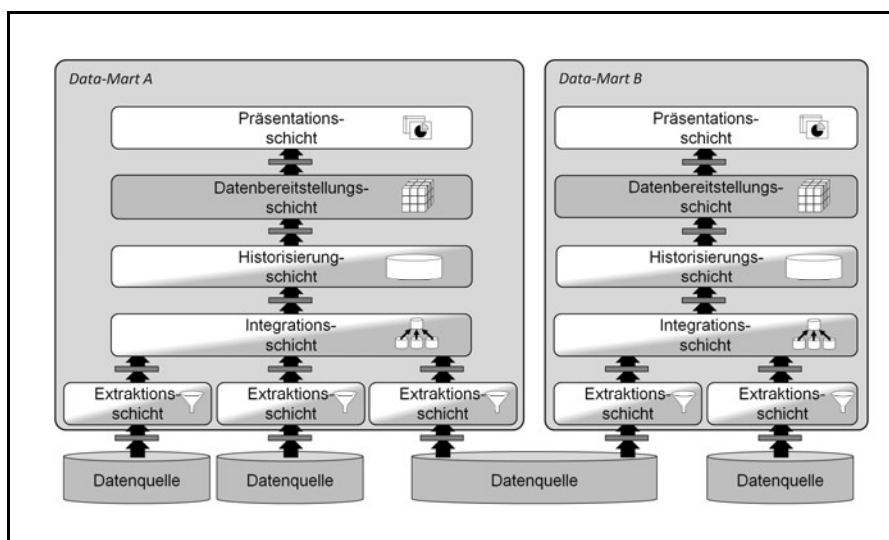 Data-Mart A
Präsentations-
schicht
Datenbereitstellungs-
schicht
Historisierung-
schicht
Integrations-
schicht
Extraktions-
schicht
Extraktions-
schicht
Extraktions-
schicht
Data-Mart B
Präsentations-
schicht
Datenbereitstellungs-
schicht
Historisierungs-
schicht
Integrations-
schicht
Extraktions-
schicht
Extraktions-
schicht
Datenquelle
Datenquelle
Datenquelle
Datenquelle